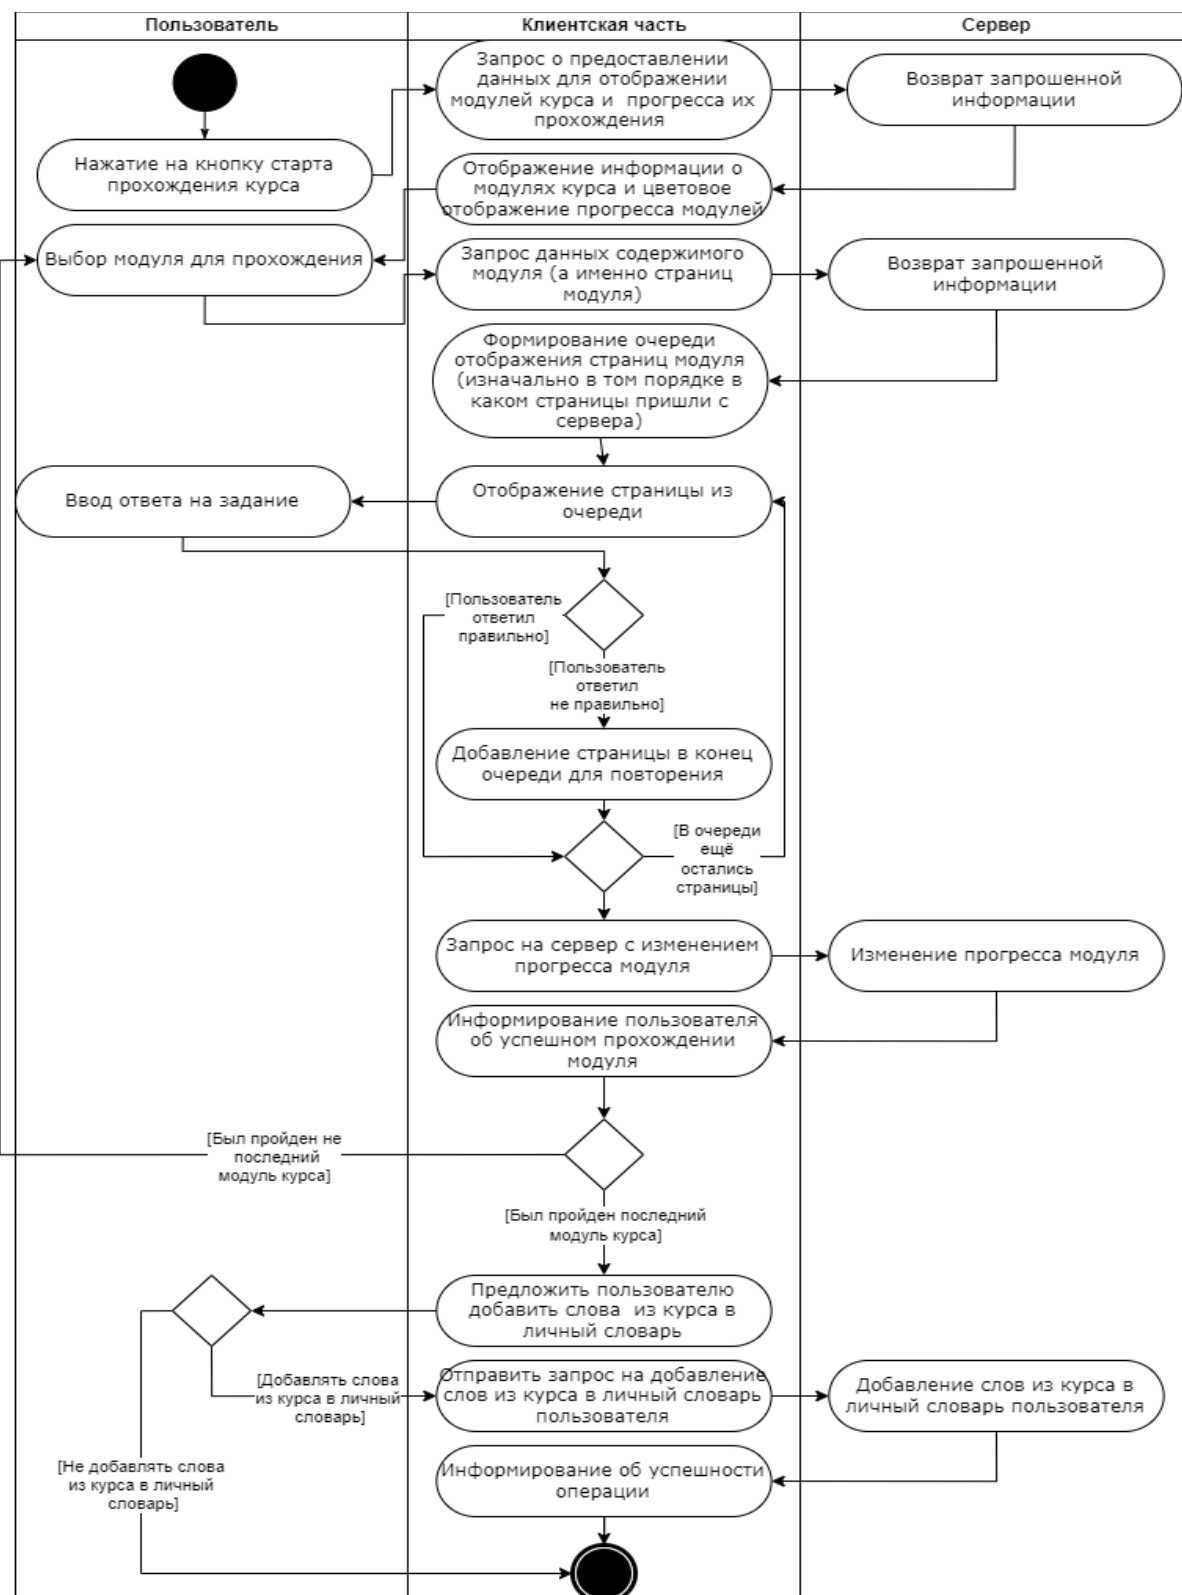 Пользователь
Клиентская часть
Сервер
Запрос о предоставлении
данных для отображении
модулей курса и прогресса их
прохождения
Возврат запрошенной
информации
Нажатие на кнопку старта
прохождения курса
Отображение информации о
модулях курса и цветовое
отображение прогресса модулей
Выбор модуля для прохождения
Запрос данных содержимого
модуля (а именно страниц
модуля)
Возврат запрошенной
информации
Формирование очереди
отображения страниц модуля
(изначально в том порядке в
каком страницы пришли с
сервера)
Ввод ответа на задание
Отображение страницы из
очереди
[Пользователь
ответил
правильно]
[Пользователь
ответил
не правильно]
Добавление страницы в конец
очереди для повторения
[В очереди
ещё
остались
страницы]
Запрос на сервер с изменением
прогресса модуля
Изменение прогресса модуля
Информирование пользователя
об успешном прохождении
модуля
[Был пройден не
последний
модуль курса]
[Был пройден последний
модуль курса]
Предложить пользователю
добавить слова из курса в
личный словарь
[Добавлять слова
из курса в личный
словарь]
Отправить запрос на добавление
слов из курса в личный словарь
пользователя
Добавление слов из курса в
личный словарь пользователя
[Не добавлять слова
из курса в личный
словарь]
Информирование об успешности
операции